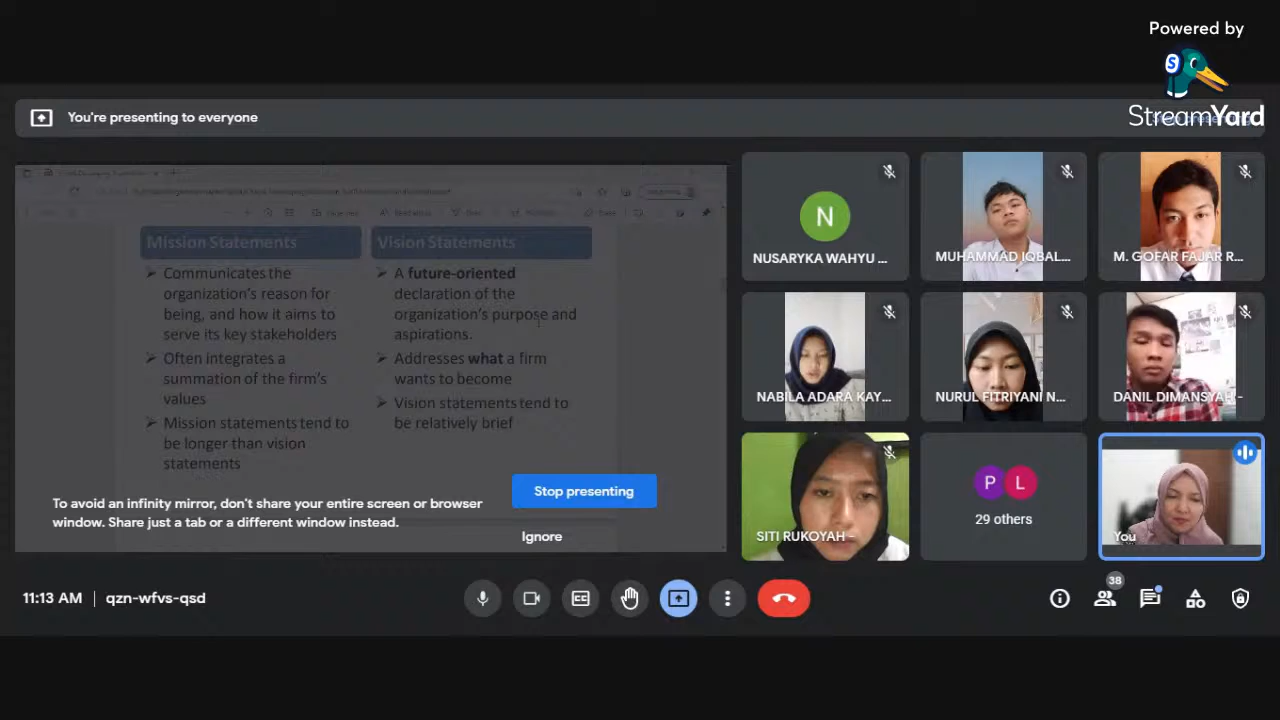 Powered by
StreamYard
You're presenting to everyone
Mission Statements
Communicates the
organization's reason for
being, and how it aims to
serve its key stakeholders
Often integrates a
summation of the firm's
values
Mission statements tend to
be longer than vision
statements
Vision Statements
A future-oriented
declaration of the
organization's purpose and
aspirations.
Addresses what a firm
wants to become
Vision statements tend to
be relatively brief
To avoid an infinity mirror, don't share your entire screen or browser
window. Share just a tab or a different window instead.
Stop presenting
Ignore
N
NUSARYKA WAHYU ...
MUHAMMAD IQBAL...
M. GOFAR FAJAR R...
NABILA ADARA KAY...
NURUL FITRIYANI N...
DANIL DIMANSYAH -
SITI RUKOYAH -
P L
29 others
You
11:13 AM | qzn-wfvs-qsd
CC
38